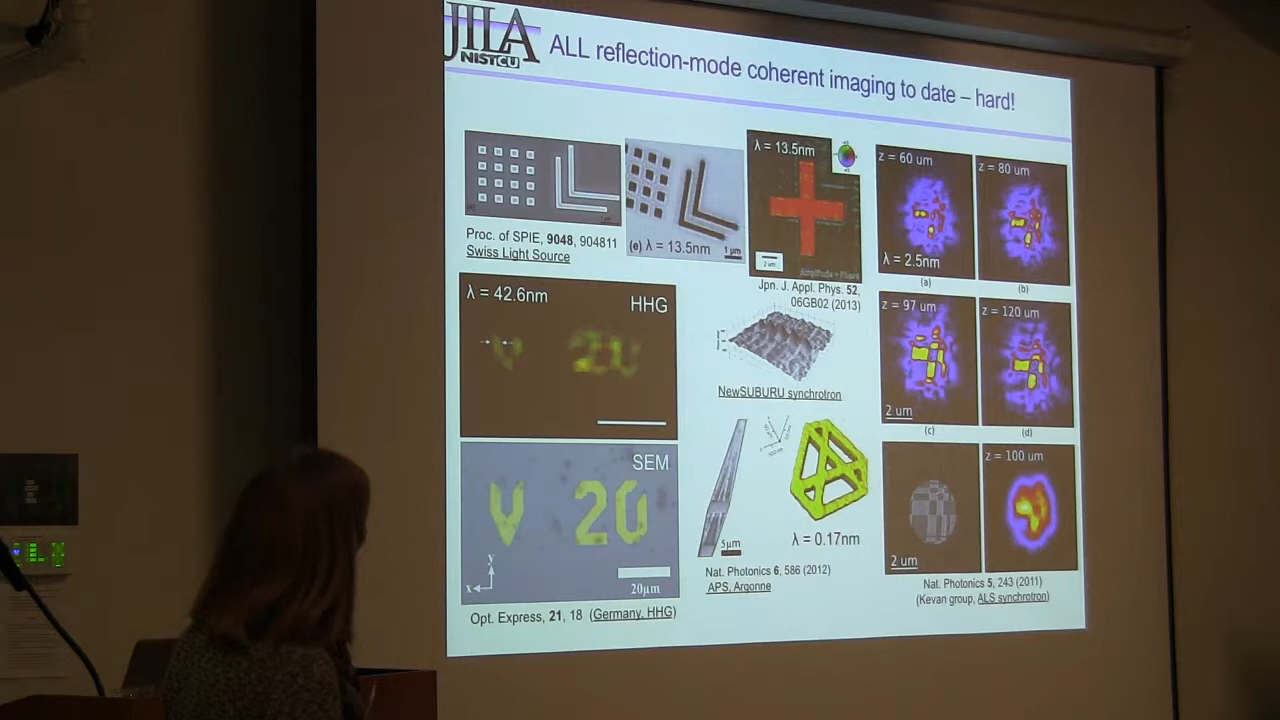 JILA
NIST CU
ALL reflection-mode coherent imaging to date – hard!
Proc. of SPIE, 9048, 904811
Swiss Light Source
(e) λ = 13.5nm
1 μm
λ = 13.5nm
2 um
Amplitude + Phase
Jpn. J. Appl. Phys. 52,
06GB02 (2013)
NewSUBURU synchrotron
λ = 42.6nm
HHG
SEM
V 20
y
x
20μm
Opt. Express, 21, 18 (Germany, HHG)
5μm
λ = 0.17nm
Nat. Photonics 6, 586 (2012)
APS, Argonne
z = 60 um
λ = 2.5nm
(a)
z = 80 um
(b)
z = 97 um
2 um
(c)
z = 120 um
(d)
2 um
z = 100 um
Nat. Photonics 5, 243 (2011)
(Kevan group, ALS synchrotron)